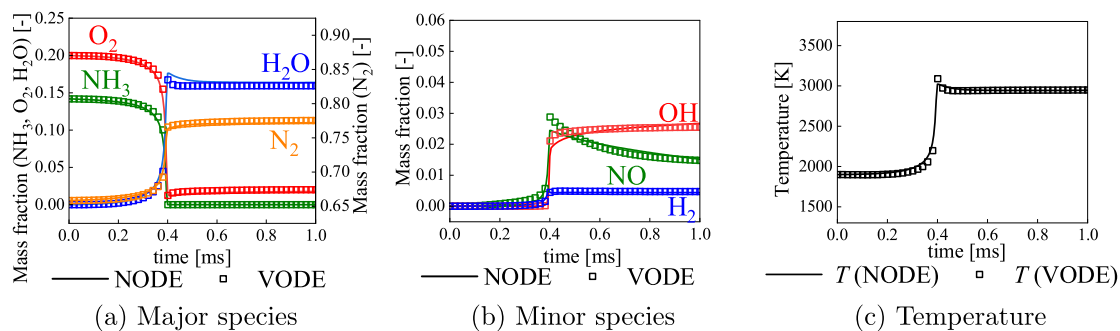 Mass fraction (NH3, O2, H2O) [-]
0.25
0.20
0.15
0.10
0.05
0.00
O2
NH3
H2O
N2
0.90
0.85
0.80
0.75
0.70
0.65
Mass fraction (N2) [-]
0.0 0.2 0.4 0.6 0.8 1.0
time [ms]
NODE VODE
(a) Major species
Mass fraction [-]
0.06
0.05
0.04
0.03
0.02
0.01
0.00
OH
NO
H2
0.0 0.2 0.4 0.6 0.8 1.0
time [ms]
NODE VODE
(b) Minor species
Temperature [K]
3500
3000
2500
2000
1500
0.0 0.2 0.4 0.6 0.8 1.0
time [ms]
T (NODE) T (VODE)
(c) Temperature